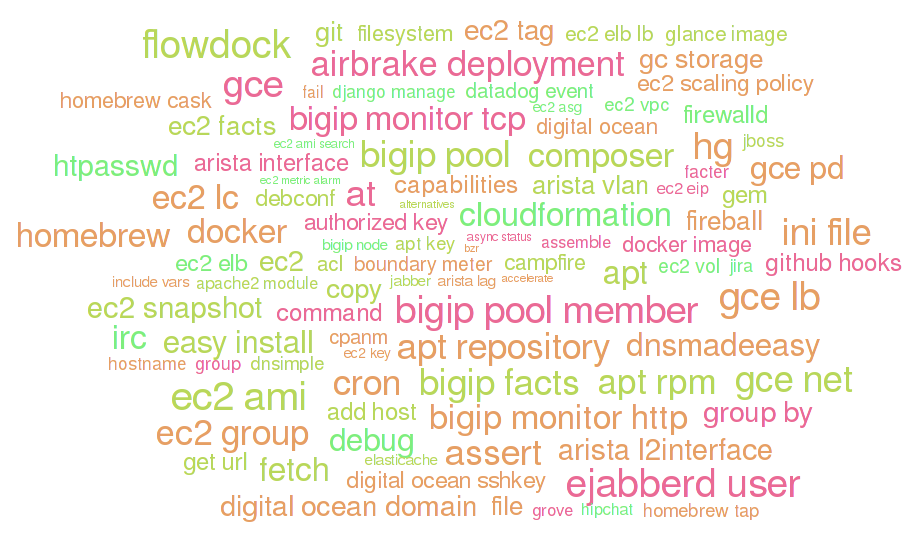 flowdock
git
filesystem
ec2 tag
ec2 elb lb
glance image
airbrake deployment
gc storage
gce
ec2 scaling policy
homebrew cask
fail
django manage
datadog event
ec2 asg
ec2 vpc
firewalld
ec2 facts
bigip monitor tcp
digital ocean
ec2 ami search
bigip pool
composer
hg
jboss
htpasswd
arista interface
facter
gce pd
ec2 metric alarm
ec2 lc
debconf
at
capabilities
arista vlan
ec2 eip
gem
alternatives
authorized key
cloudformation
fireball
homebrew
docker
ini file
bigip node
apt key
async status
bzr
assemble
docker image
ec2 elb
ec2
acl
boundary meter
campfire
apt
ec2 vol
jira
github hooks
include vars
apache2 module
copy
jabber
arista lag
accelerate
ec2 snapshot
command
bigip pool member
gce lb
irc
easy install
cpanm
ec2 key
apt repository
dnsmadeeasy
hostname
group
dnsimple
ec2 ami
cron
bigip facts
apt rpm
gce net
add host
bigip monitor http
group by
ec2 group
debug
assert
arista l2interface
get url
fetch
elasticache
digital ocean sshkey
ejabberd user
digital ocean domain
file
grove
hipchat
homebrew tap